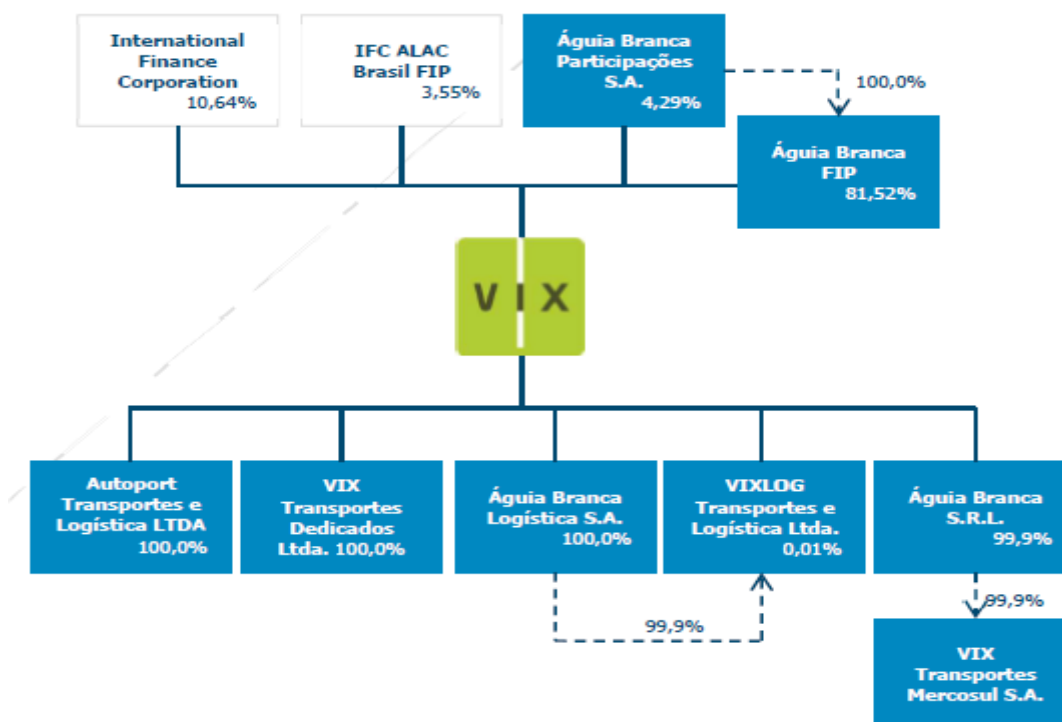 International
Finance
Corporation
10,64%
IFC ALAC
Brasil FIP
3,55%
Águia Branca
Participações
S.A.
4,29%
100,0%
Águia Branca
FIP
81,52%
VIX
Autoport
Transportes e
Logística LTDA
100,0%
VIX
Transportes
Dedicados
Ltda. 100,0%
Águia Branca
Logística S.A.
100,0%
VIXLOG
Transportes e
Logística Ltda.
0,01%
Águia Branca
S.R.L.
99,9%
99,9%
99,9%
VIX
Transportes
Mercosul S.A.